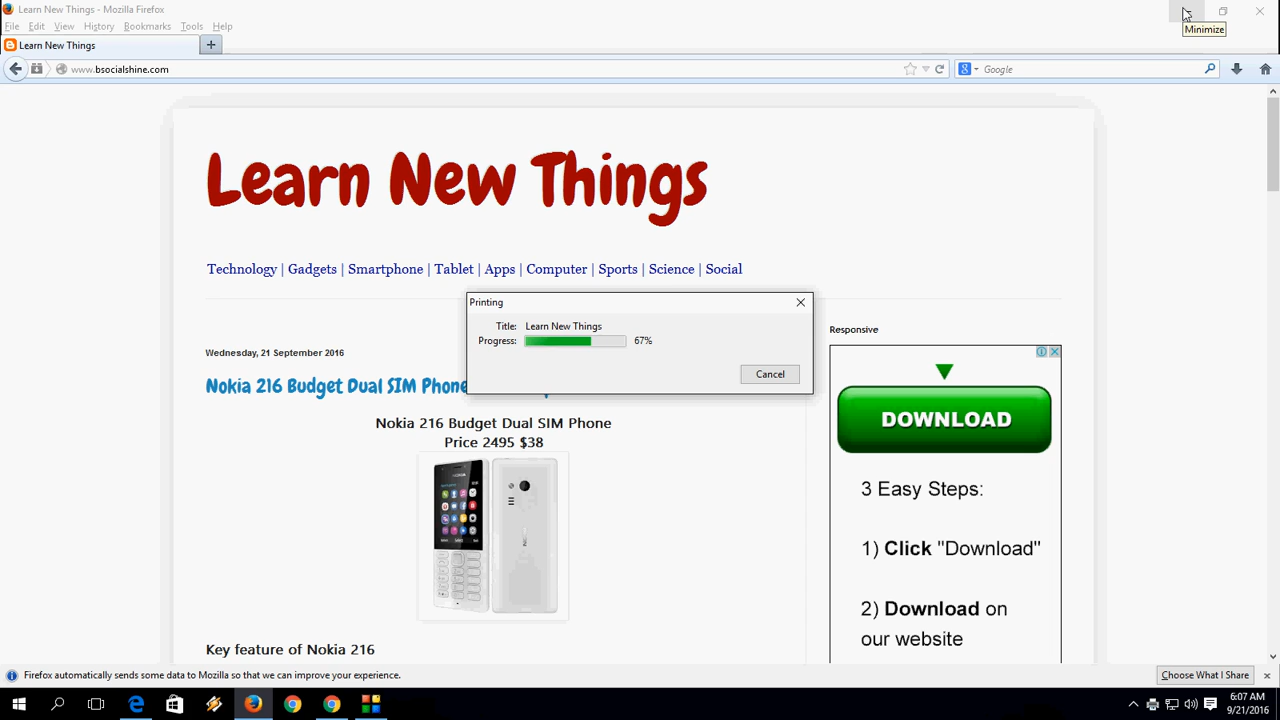 Learn New Things - Mozilla Firefox
File Edit View History Bookmarks Tools Help
Minimize
Learn New Things
www.bsocialshine.com
Google
Learn New Things
Technology | Gadgets | Smartphone | Tablet | Apps | Computer | Sports | Science | Social
Printing
Title: Learn New Things
Progress: 67%
Cancel
Wednesday, 21 September 2016
Nokia 216 Budget Dual SIM Phone
Nokia 216 Budget Dual SIM Phone
Price 2495 $38
NOKIA
Key feature of Nokia 216
Responsive
DOWNLOAD
3 Easy Steps:
1) Click "Download"
2) Download on
our website
Firefox automatically sends some data to Mozilla so that we can improve your experience.
Choose What I Share
6:07 AM
9/21/2016